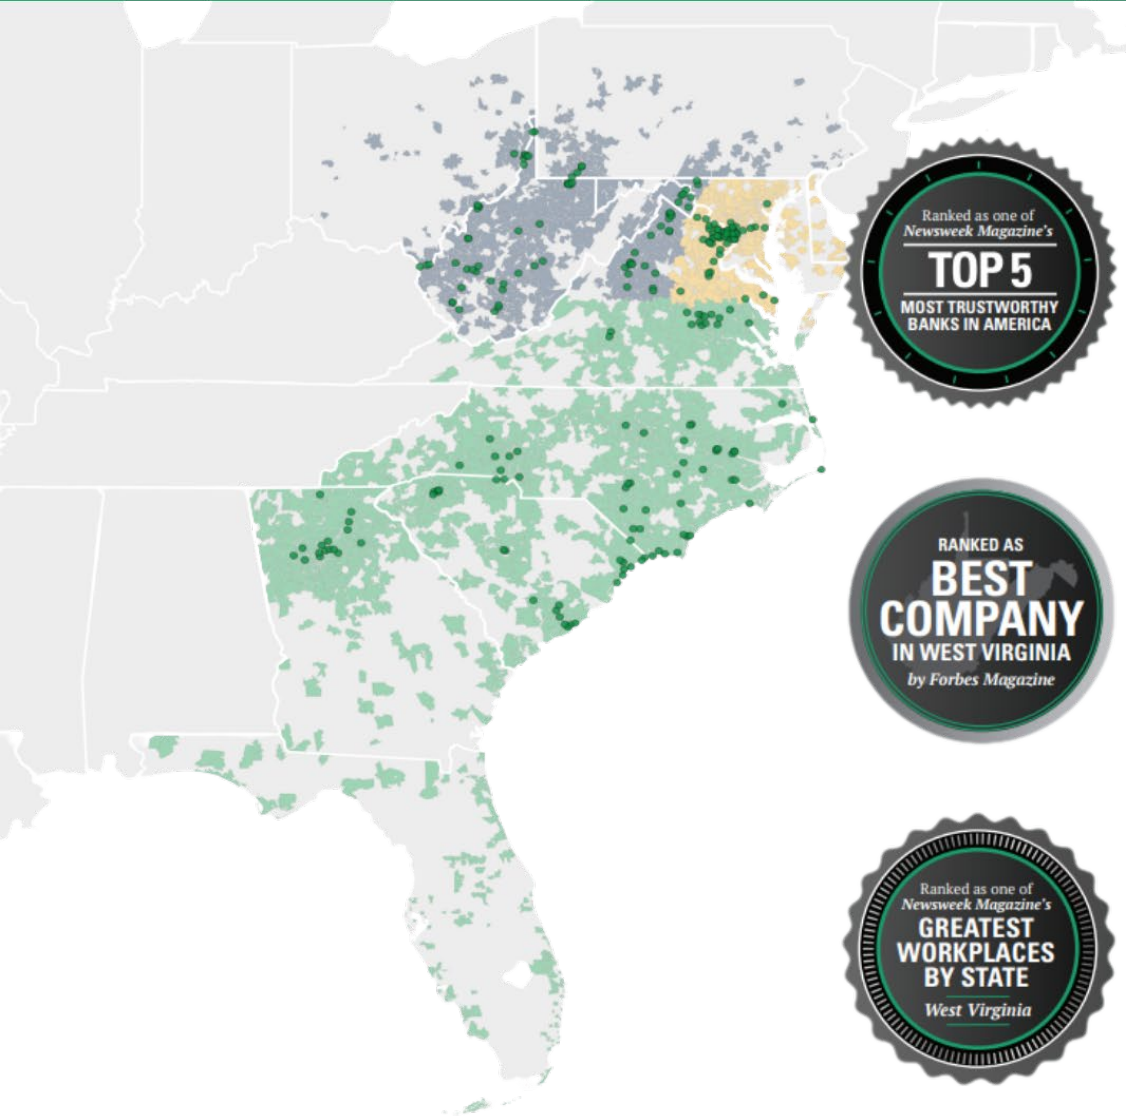 Ranked as one of
Newsweek Magazine's
TOP 5
MOST TRUSTWORTHY
BANKS IN AMERICA
RANKED AS
BEST
COMPANY
IN WEST VIRGINIA
by Forbes Magazine
Ranked as one of
Newsweek Magazine's
GREATEST
WORKPLACES
BY STATE
West Virginia